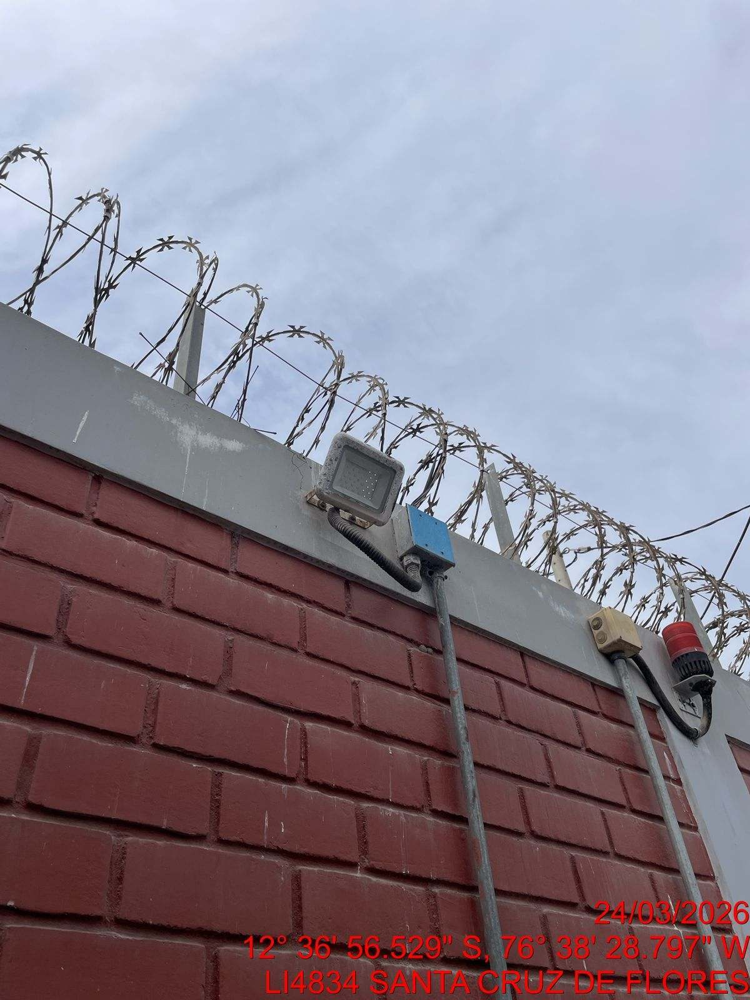 24/03/2026
12° 36' 56.529" S, 76° 38' 28.797" W
LI4834 SANTA CRUZ DE FLORES